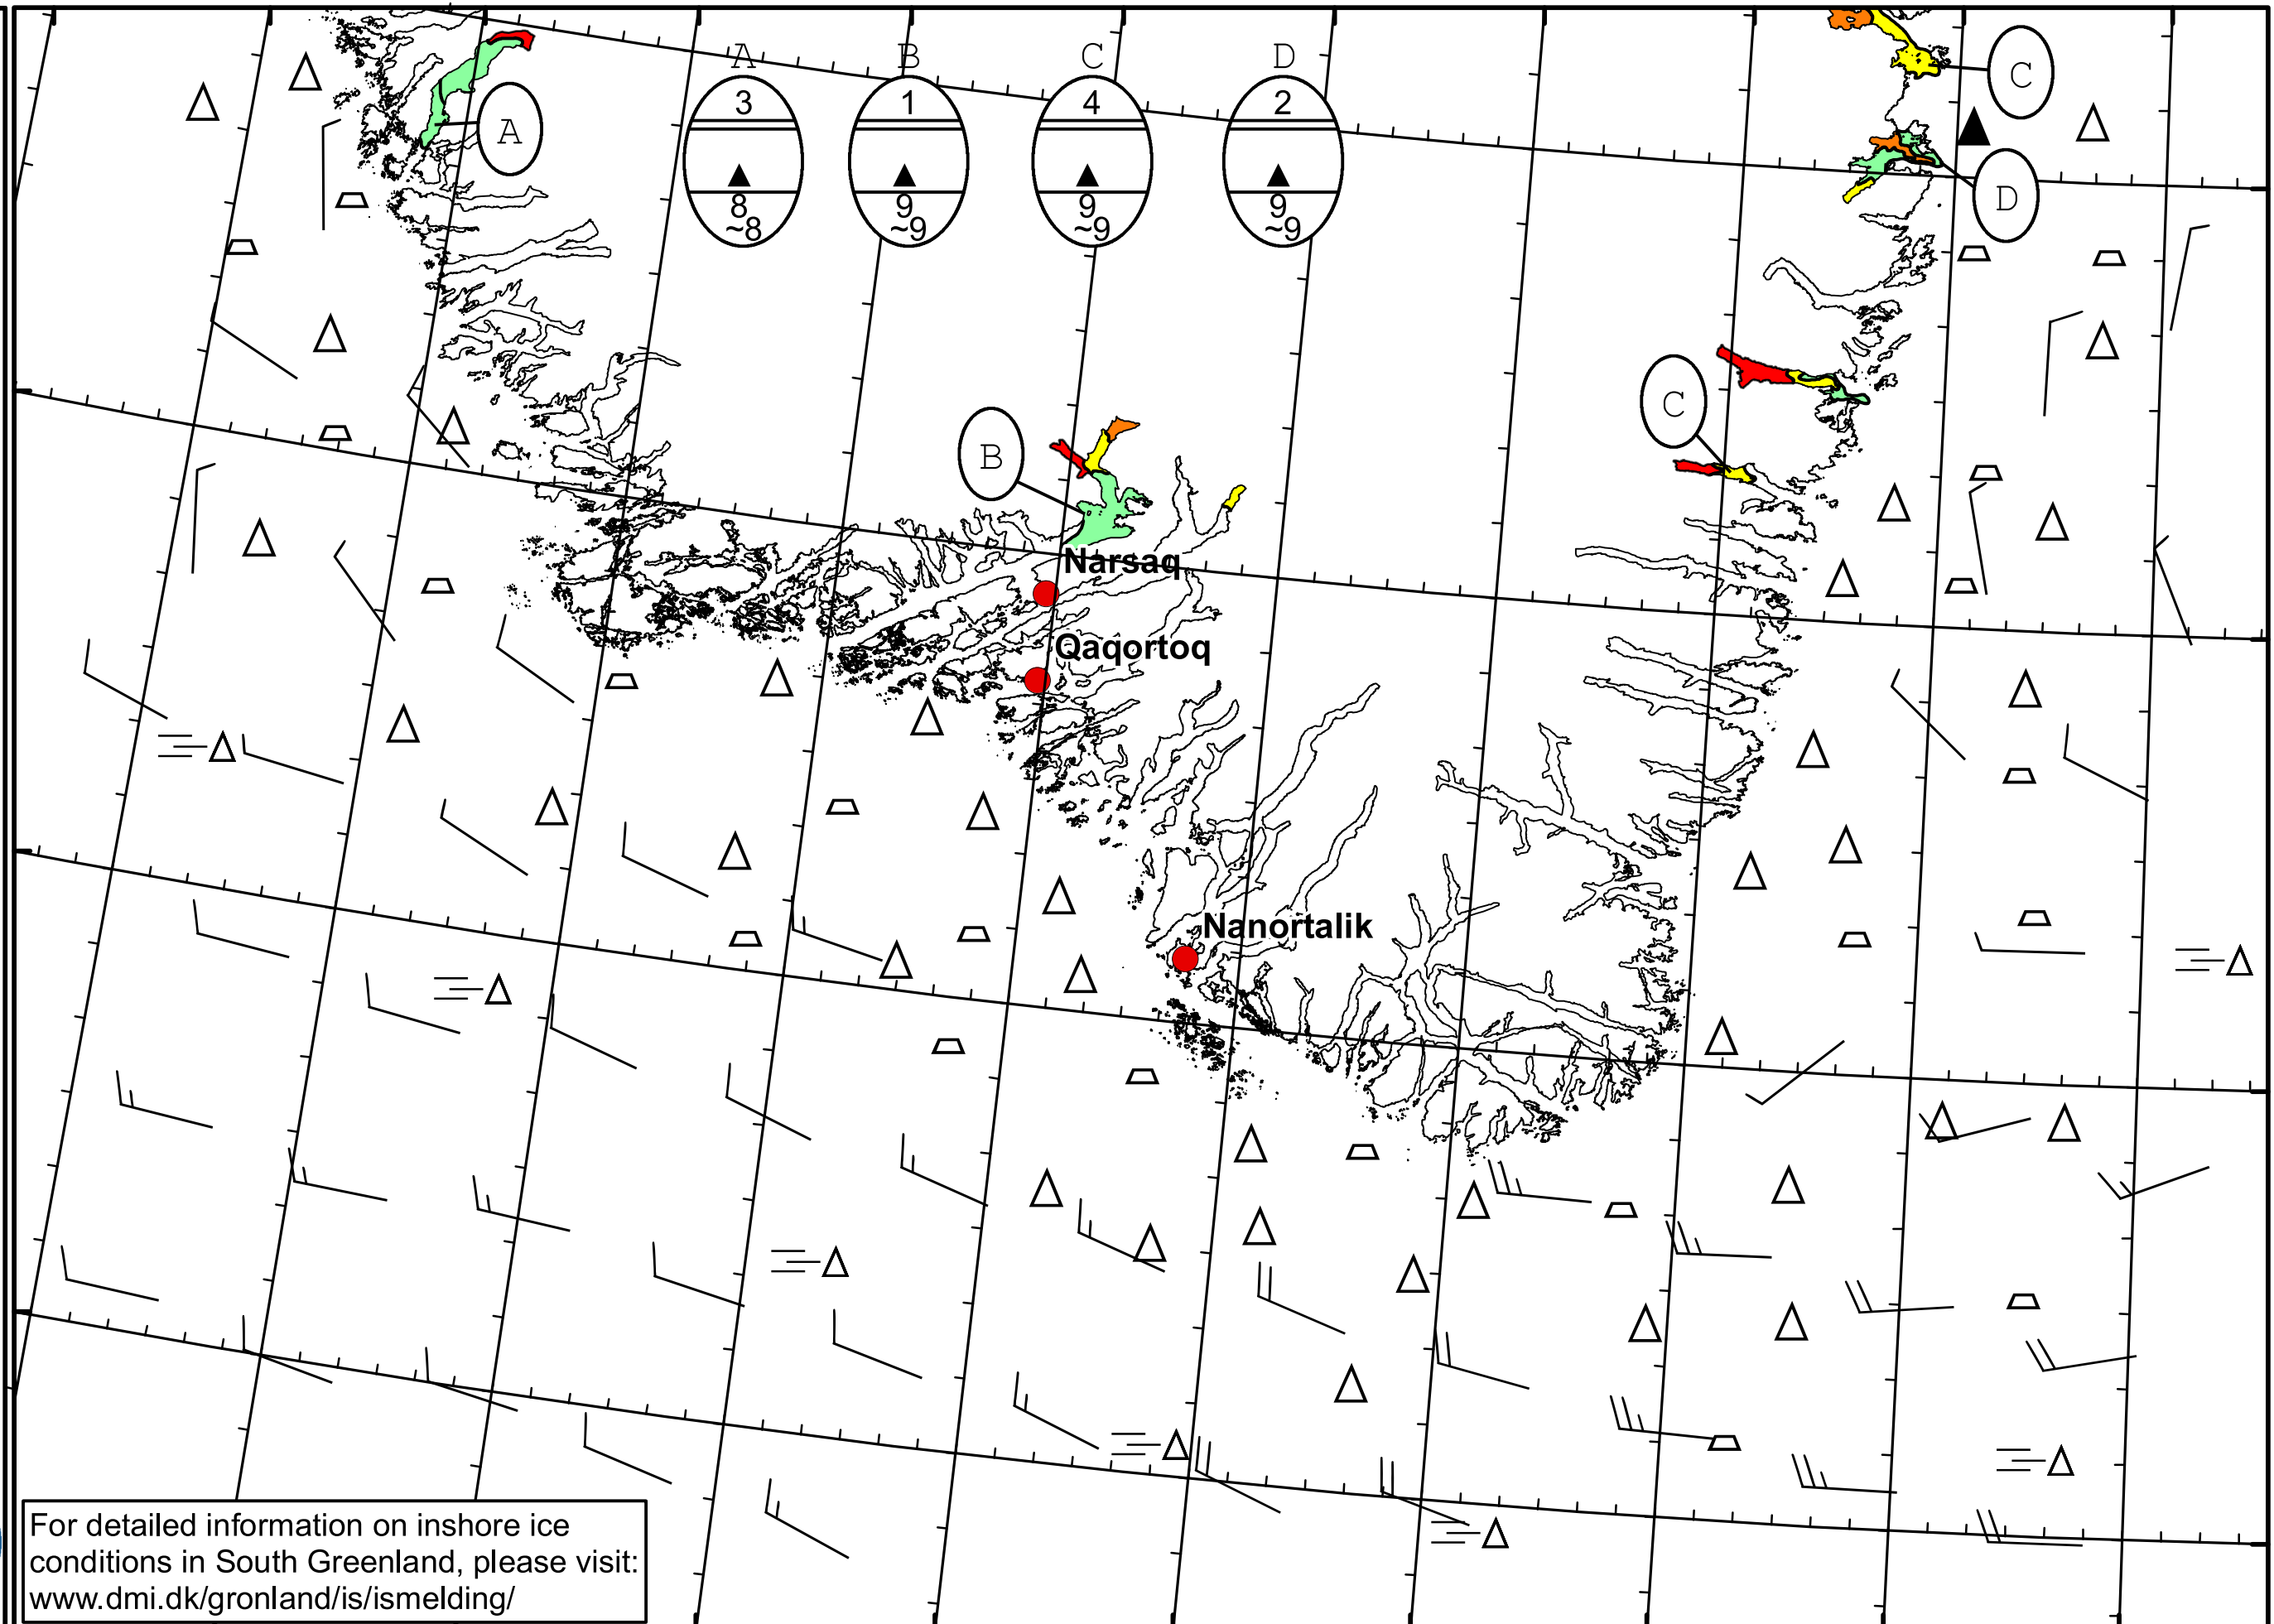 A B C D
3 1 4 2
8 9 9 9
~8 ~9 ~9 ~9
A
C
D
C
B
Narsaq
Qaqortoq
Nanortalik
For detailed information on inshore ice
conditions in South Greenland, please visit:
www.dmi.dk/gronland/is/ismelding/